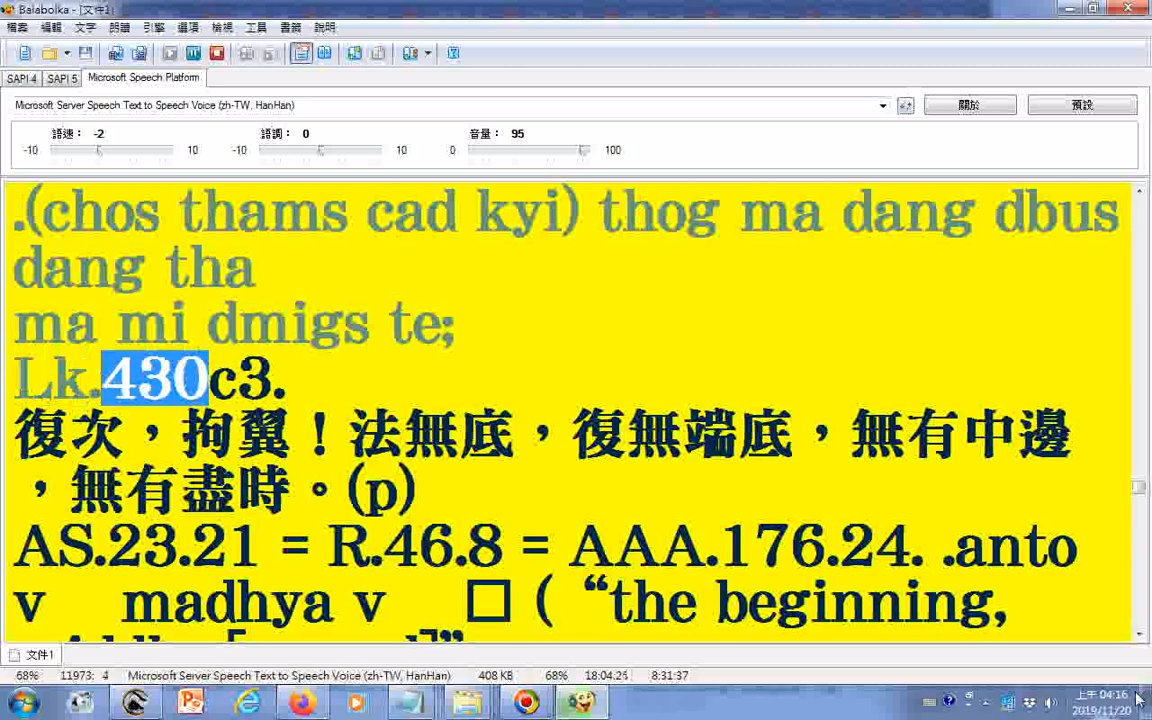 Balabolka - [文件1]
檔案 編輯 文字 朗讀 引擎 選項 檢視 工具 書籤 說明
SAPI 4 SAPI 5 Microsoft Speech Platform
Microsoft Server Speech Text to Speech Voice (zh-TW, HanHan) 關於 預設
語速： -2 語調： 0 音量： 95
-10 10 -10 10 0 100
.(chos thams cad kyi) thog ma dang dbus
dang tha
ma mi dmigs te;
Lk.430c3.
復次，拘翼！法無底，復無端底，無有中邊
，無有盡時。(p)
AS.23.21 = R.46.8 = AAA.176.24. .anto
v madhya v □ ( “the beginning,
文件1
68% 11973: 4 Microsoft Server Speech Text to Speech Voice (zh-TW, HanHan) 408 KB 68% 18:04:25 8:31:37
上午 04:16
2019/11/20